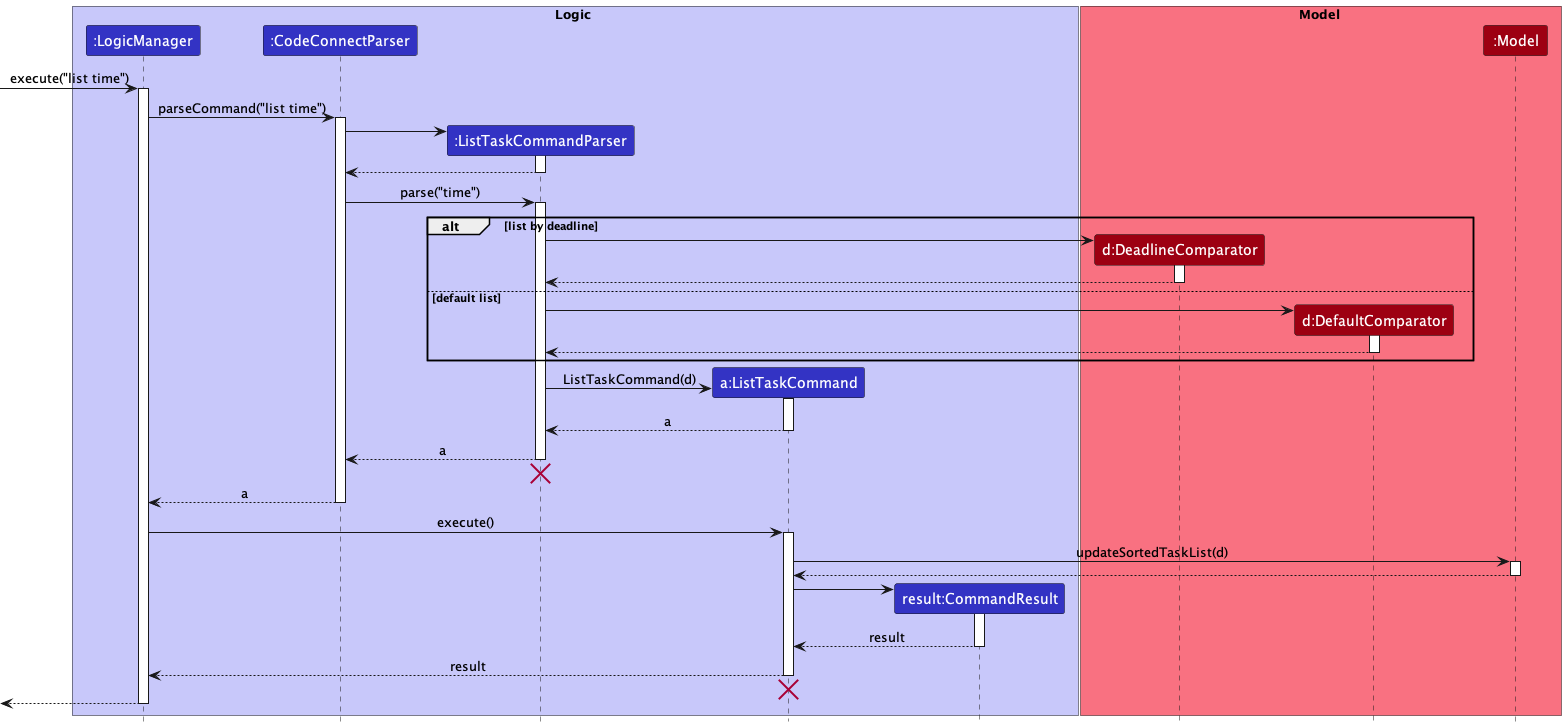 Logic
Model
:LogicManager
:CodeConnectParser
:Model
execute("list time")
parseCommand("list time")
:ListTaskCommandParser
parse("time")
alt
[list by deadline]
d:DeadlineComparator
[default list]
d:DefaultComparator
ListTaskCommand(d)
a:ListTaskCommand
a
a
a
execute()
updateSortedTaskList(d)
result:CommandResult
result
result